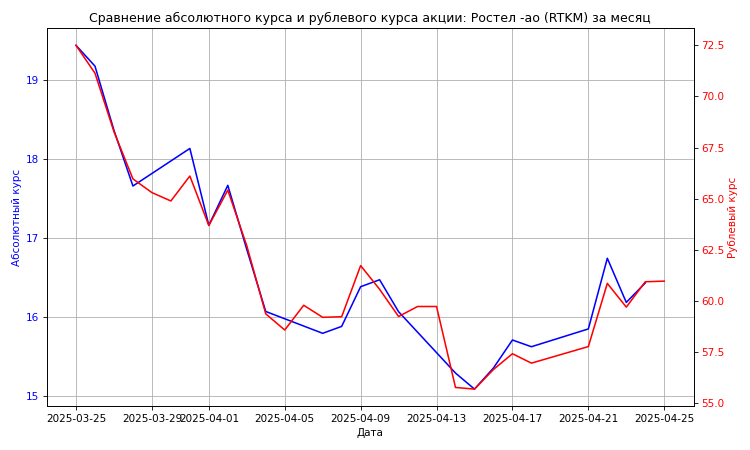 Сравнение абсолютного курса и рублевого курса акции: Ростел -ао (RTKM) за месяц
Абсолютный курс
19
18
17
16
15
72.5
70.0
67.5
65.0
62.5
60.0
57.5
55.0
Рублевый курс
2025-03-25 2025-03-29 2025-04-01 2025-04-05 2025-04-09 2025-04-13 2025-04-17 2025-04-21 2025-04-25
Дата